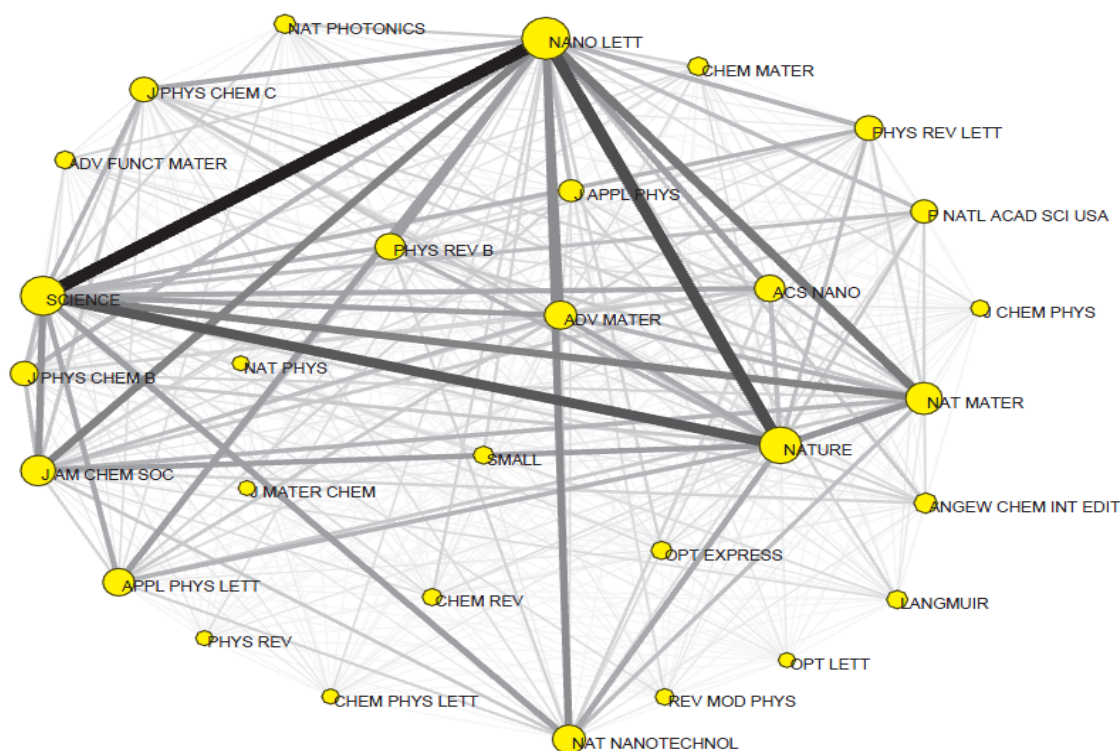 NAT PHOTONICS
NANO LETT
CHEM MATER
J PHYS CHEM C
PHYS REV LETT
ADV FUNCT MATER
J APPL PHYS
P NATL ACAD SCI USA
PHYS REV B
SCIENCE
ACS NANO
J CHEM PHYS
ADV MATER
NAT PHYS
J PHYS CHEM B
NAT MATER
NATURE
SMALL
J AM CHEM SOC
J MATER CHEM
ANGEW CHEM INT EDIT
OPT EXPRESS
APPL PHYS LETT
CHEM REV
LANGMUIR
PHYS REV
OPT LETT
CHEM PHYS LETT
REV MOD PHYS
NAT NANOTECHNOL